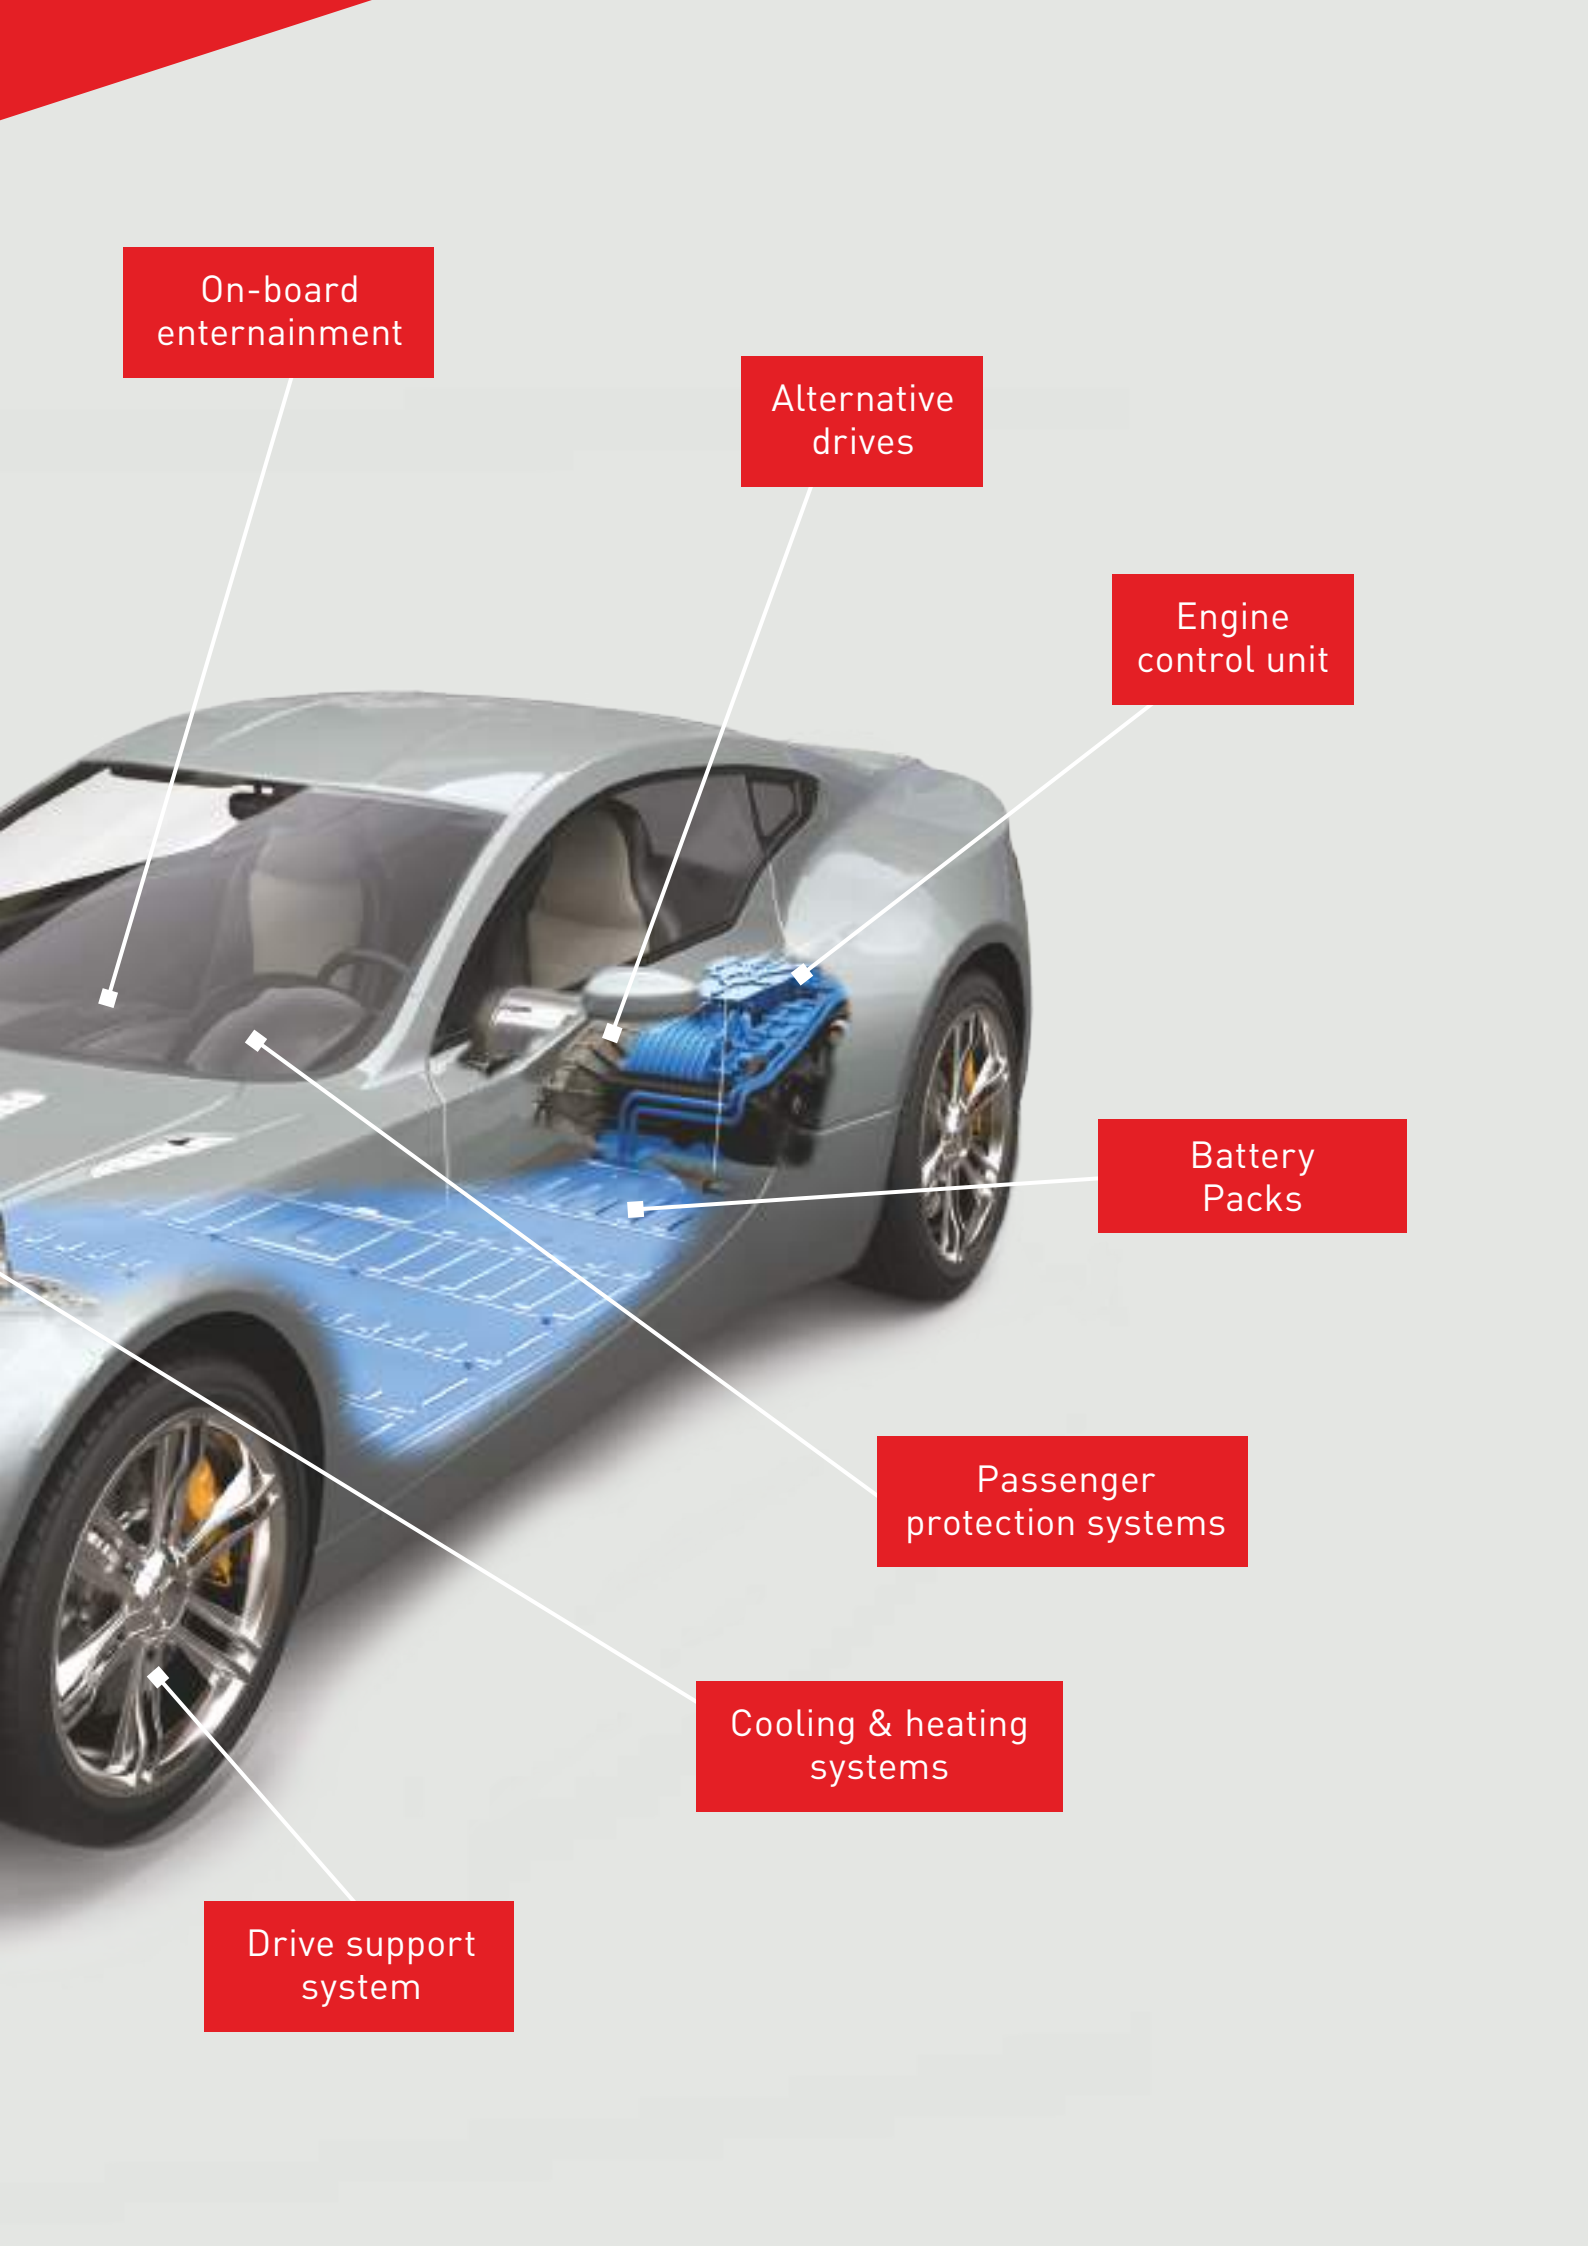 On-board
enternainment
Alternative
drives
Engine
control unit
Battery
Packs
Passenger
protection systems
Cooling & heating
systems
Drive support
system